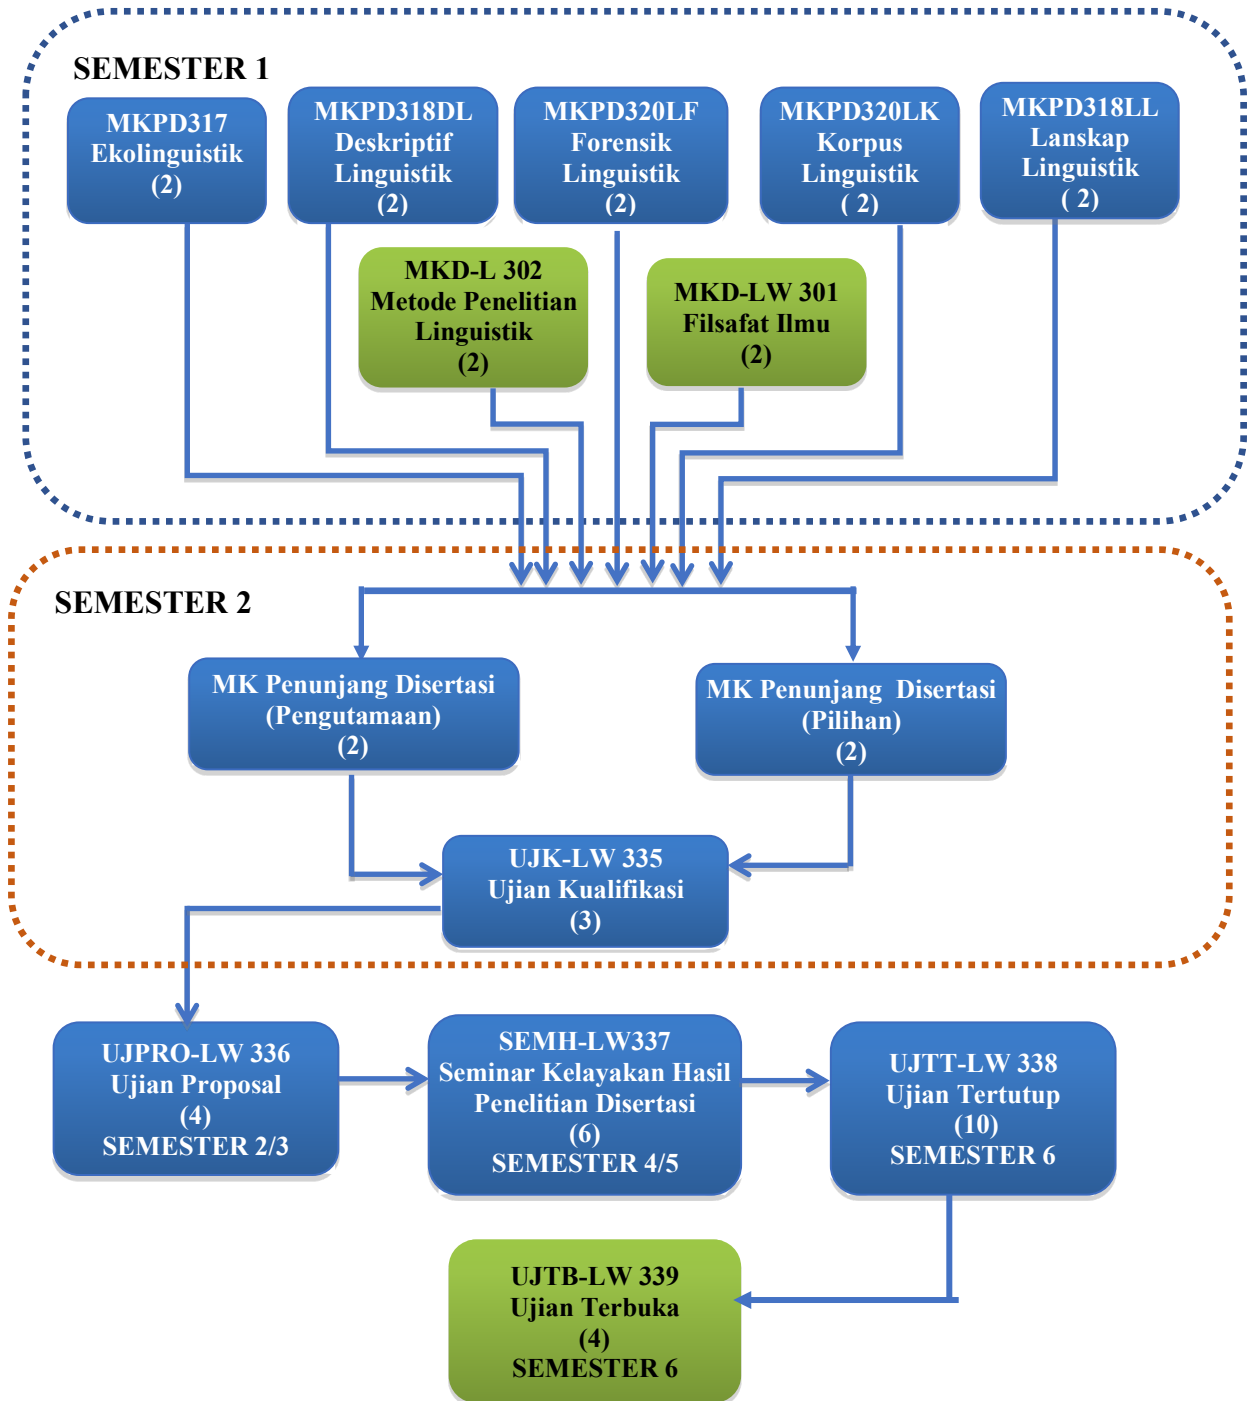 SEMESTER 1
MKPD317
Ekolinguistik
(2)
MKPD318DL
Deskriptif
Linguistik
(2)
MKPD320LF
Forensik
Linguistik
(2)
MKPD320LK
Korpus
Linguistik
( 2)
MKPD318LL
Lanskap
Linguistik
( 2)
MKD-L 302
Metode Penelitian
Linguistik
(2)
MKD-LW 301
Filsafat Ilmu
(2)
SEMESTER 2
MK Penunjang Disertasi
(Pengutamaan)
(2)
MK Penunjang  Disertasi
(Pilihan)
(2)
UJK-LW 335
Ujian Kualifikasi
(3)
UJPRO-LW 336
Ujian Proposal
(4)
SEMESTER 2/3
SEMH-LW337
Seminar Kelayakan Hasil
Penelitian Disertasi
(6)
SEMESTER 4/5
UJTT-LW 338
Ujian Tertutup
(10)
SEMESTER 6
UJTB-LW 339
Ujian Terbuka
(4)
SEMESTER 6